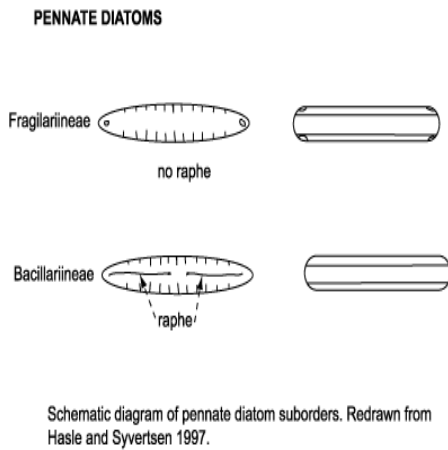 PENNATE DIATOMS
Fragilariineae
no raphe
Bacillariineae
raphe
Schematic diagram of pennate diatom suborders. Redrawn from
Hasle and Syvertsen 1997.